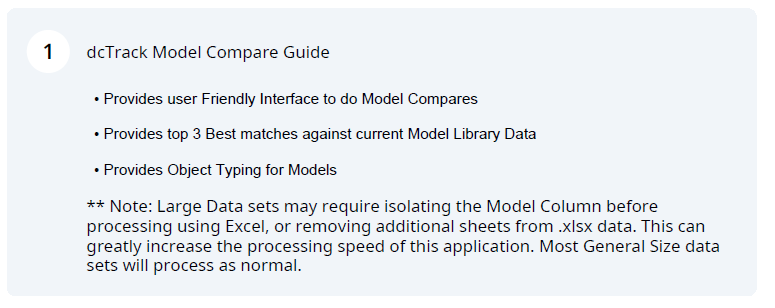 1 dcTrack Model Compare Guide
• Provides user Friendly Interface to do Model Compares
• Provides top 3 Best matches against current Model Library Data
• Provides Object Typing for Models
** Note: Large Data sets may require isolating the Model Column before
processing using Excel, or removing additional sheets from .xlsx data. This can
greatly increase the processing speed of this application. Most General Size data
sets will process as normal.